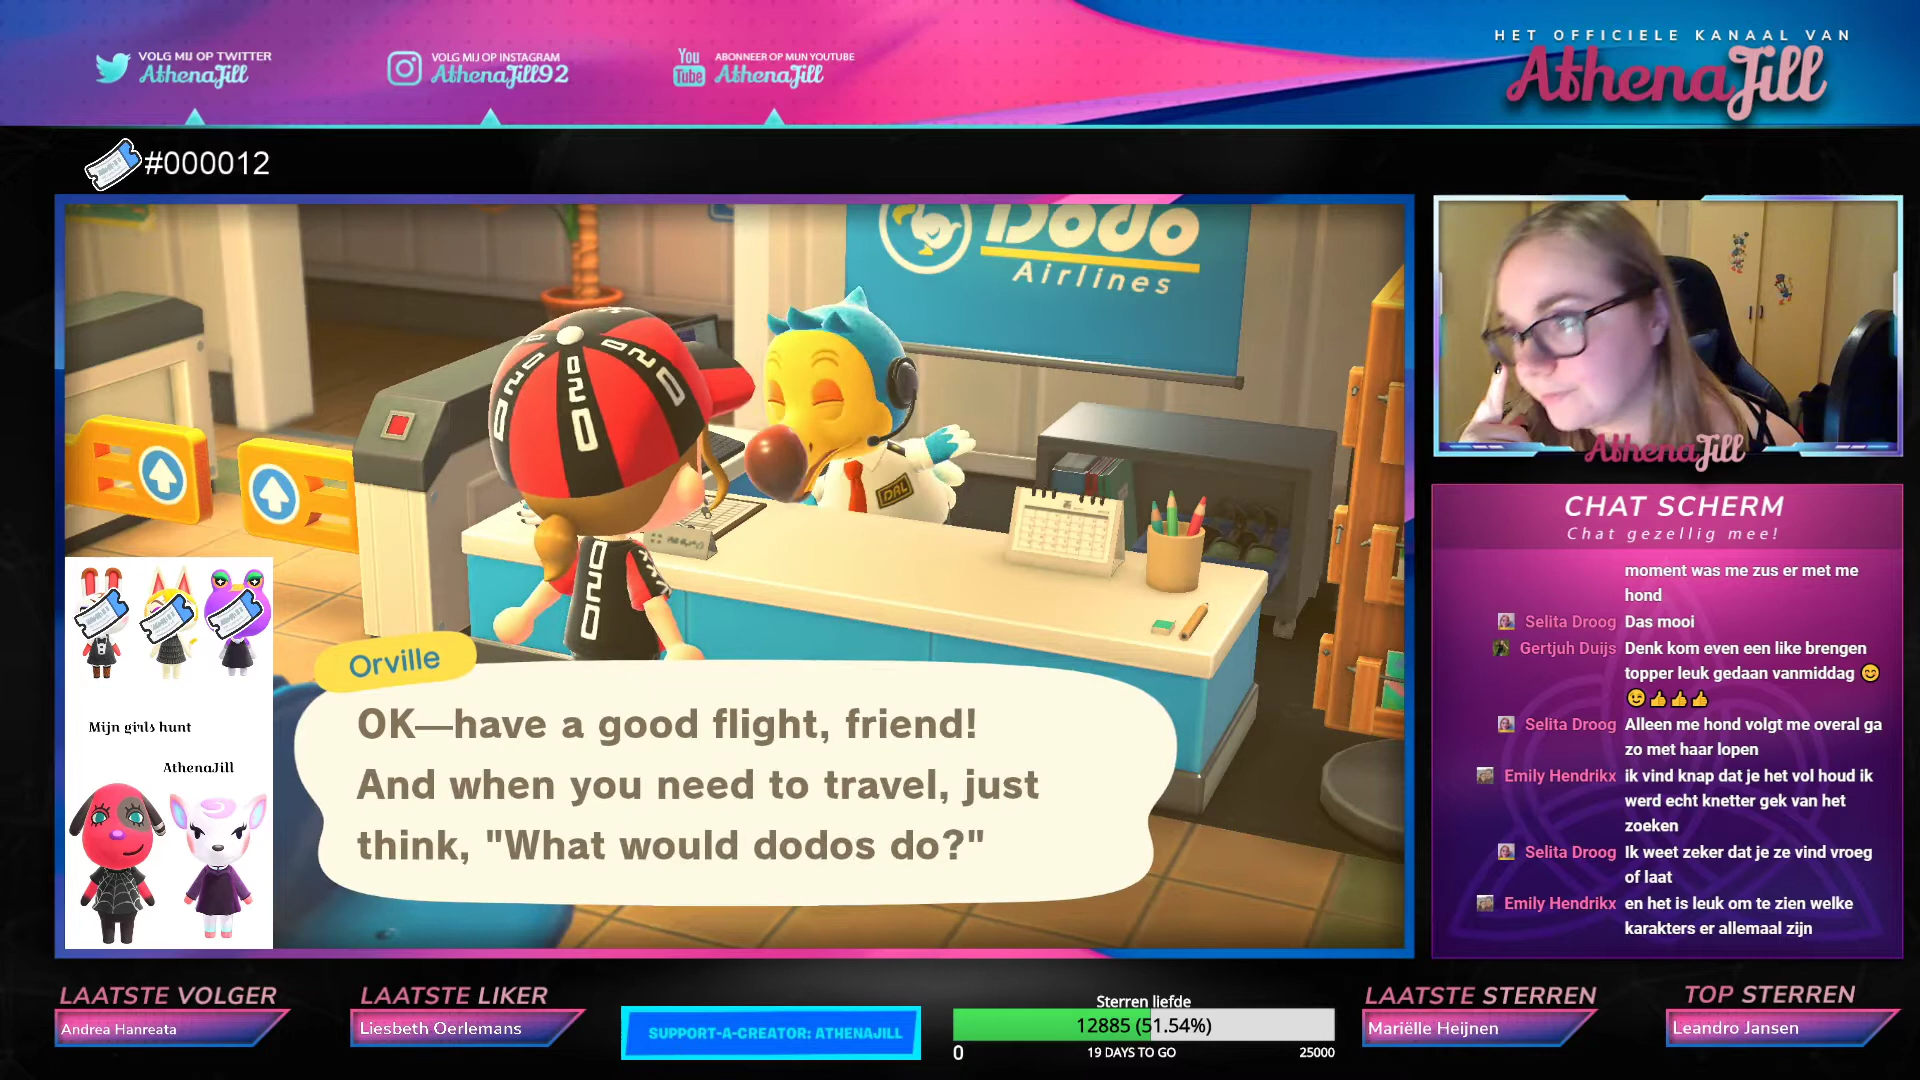 VOLG MIJ OP TWITTER
AthenaJill
VOLG MIJ OP INSTAGRAM
AthenaJill92
You
Tube
ABONNEER OP MIJN YOUTUBE
AthenaJill
HET OFFICIELE KANAAL VAN
AthenaJill
#000012
Dodo
Airlines
DAL
Orville
OK—have a good flight, friend!
And when you need to travel, just
think, "What would dodos do?"
Mijn girls hunt
AthenaJill
AthenaJill
CHAT SCHERM
Chat gezellig mee!
moment was me zus er met me
hond
Selita Droog Das mooi
Gertjuh Duijs Denk kom even een like brengen
topper leuk gedaan vanmiddag 😊
😉👍👍👍
Selita Droog Alleen me hond volgt me overal ga
zo met haar lopen
Emily Hendrikx ik vind knap dat je het vol houd ik
werd echt knetter gek van het
zoeken
Selita Droog Ik weet zeker dat je ze vind vroeg
of laat
Emily Hendrikx en het is leuk om te zien welke
karakters er allemaal zijn
LAATSTE VOLGER
Andrea Hanreata
LAATSTE LIKER
Liesbeth Oerlemans
SUPPORT-A-CREATOR: ATHENAJILL
Sterren liefde
12885 (51.54%)
0 19 DAYS TO GO 25000
LAATSTE STERREN
Mariëlle Heijnen
TOP STERREN
Leandro Jansen